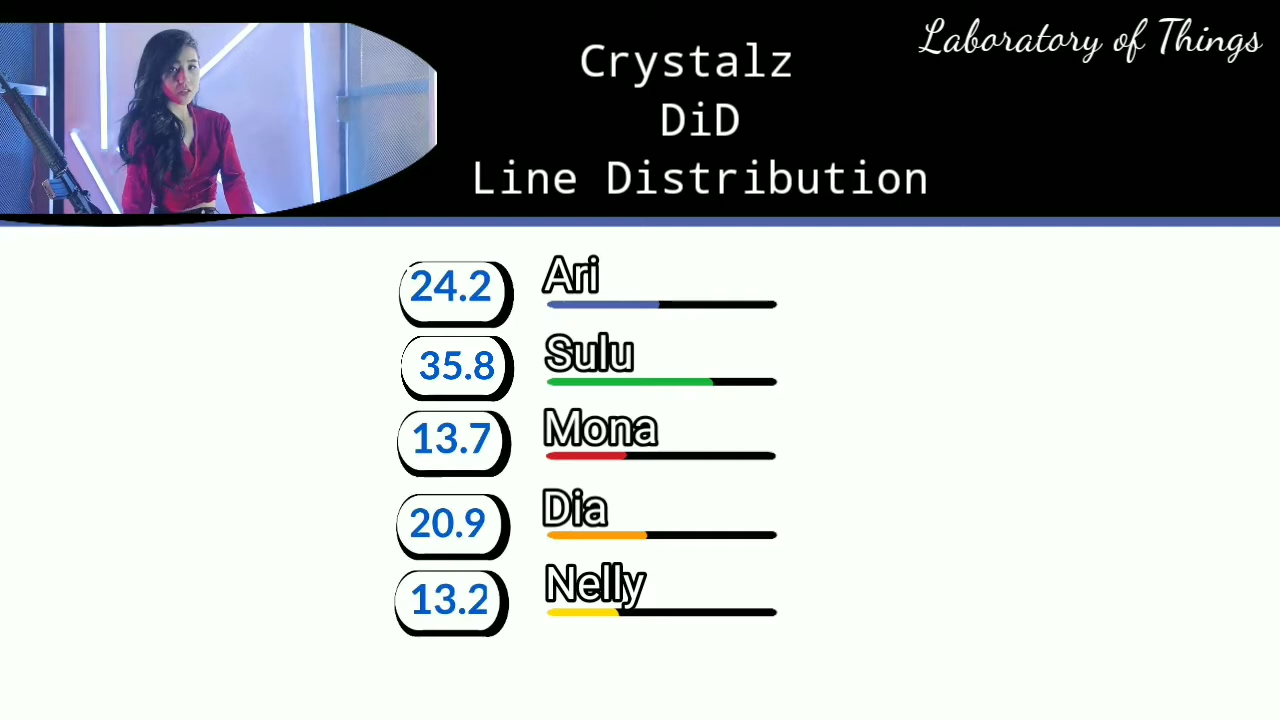 Laboratory of Things
Crystalz
DiD
Line Distribution
24.2 Ari
35.8 Sulu
13.7 Mona
20.9 Dia
13.2 Nelly